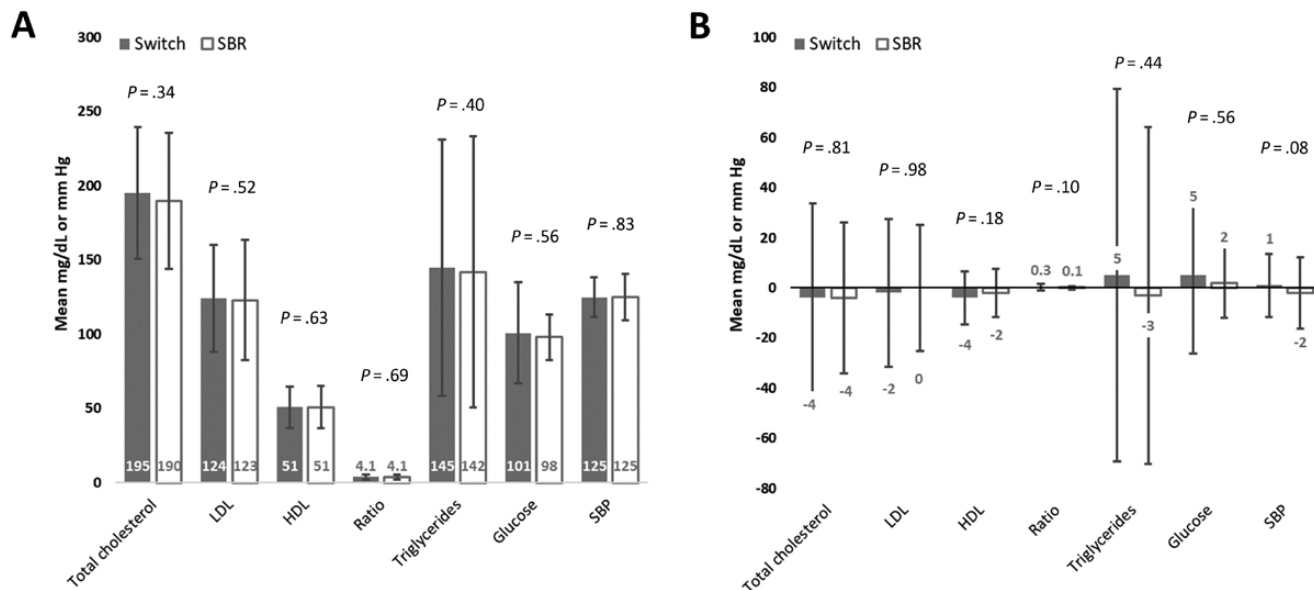 A
Mean mg/dL or mm Hg
300
250
200
150
100
50
0
Switch SBR
P = .34
P = .52
P = .63
P = .69
P = .40
P = .56
P = .83
195 190 124 123 51 51 4.1 4.1 145 142 101 98 125 125
Total cholesterol
LDL
HDL
Ratio
Triglycerides
Glucose
SBP
B
Mean mg/dL or mm Hg
100
80
60
40
20
0
-20
-40
-60
-80
Switch SBR
P = .81
P = .98
P = .18
P = .10
P = .44
P = .56
P = .08
-4 -4 -2 0 -4 -2 0.3 0.1 5 -3 5 2 1 -2
Total cholesterol
LDL
HDL
Ratio
Triglycerides
Glucose
SBP